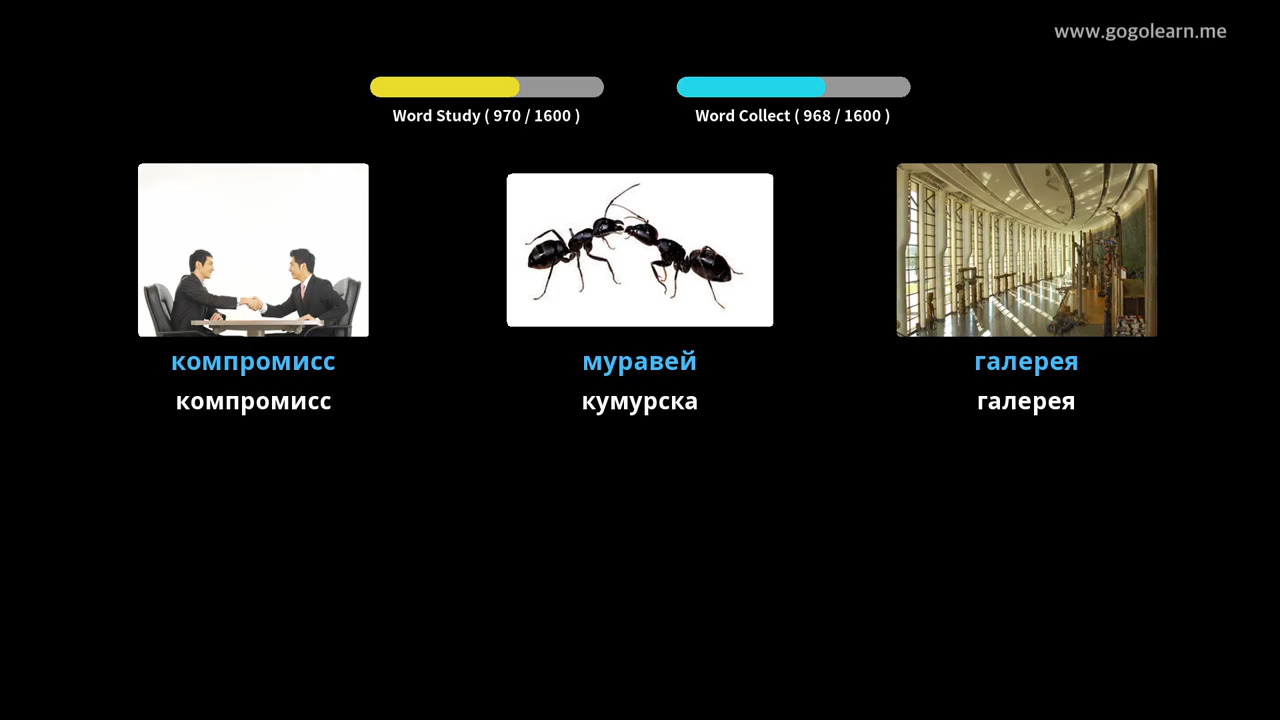 www.gogolearn.me
Word Study ( 970 / 1600 )
Word Collect ( 968 / 1600 )
компромисс
муравей
галерея
компромисс
кумурска
галерея